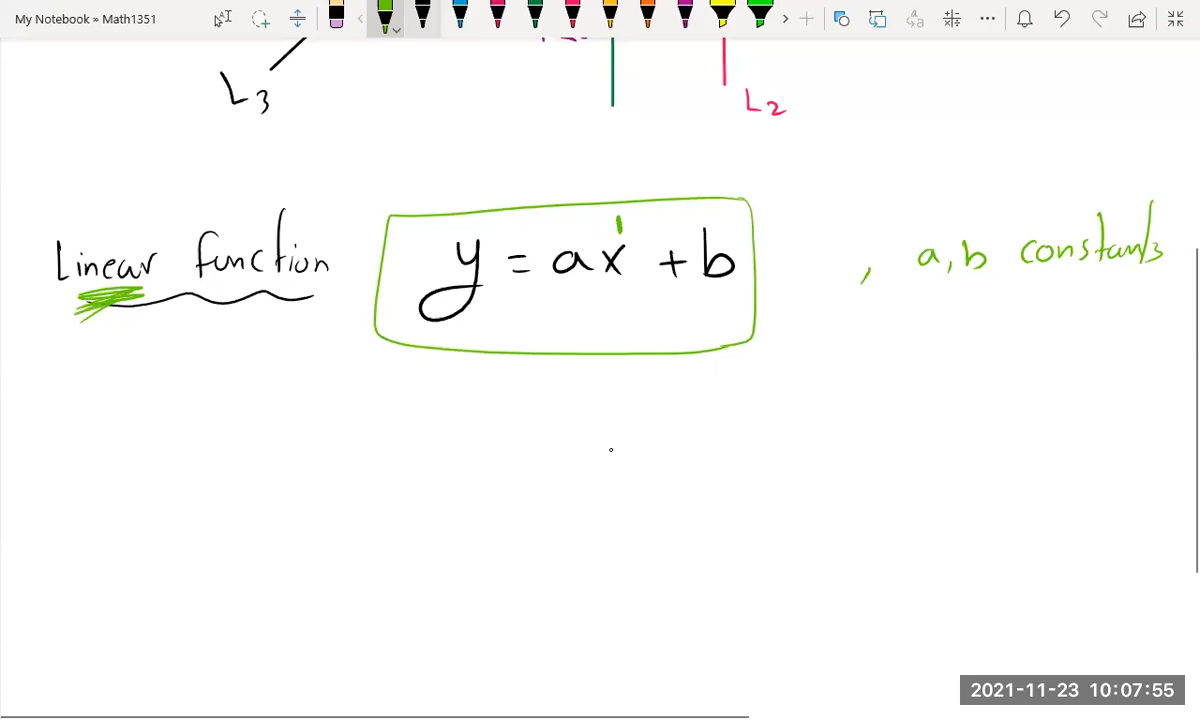 My Notebook » Math1351
L3
L2
Linear function y = ax¹ + b , a, b constants
2021-11-23 10:07:55